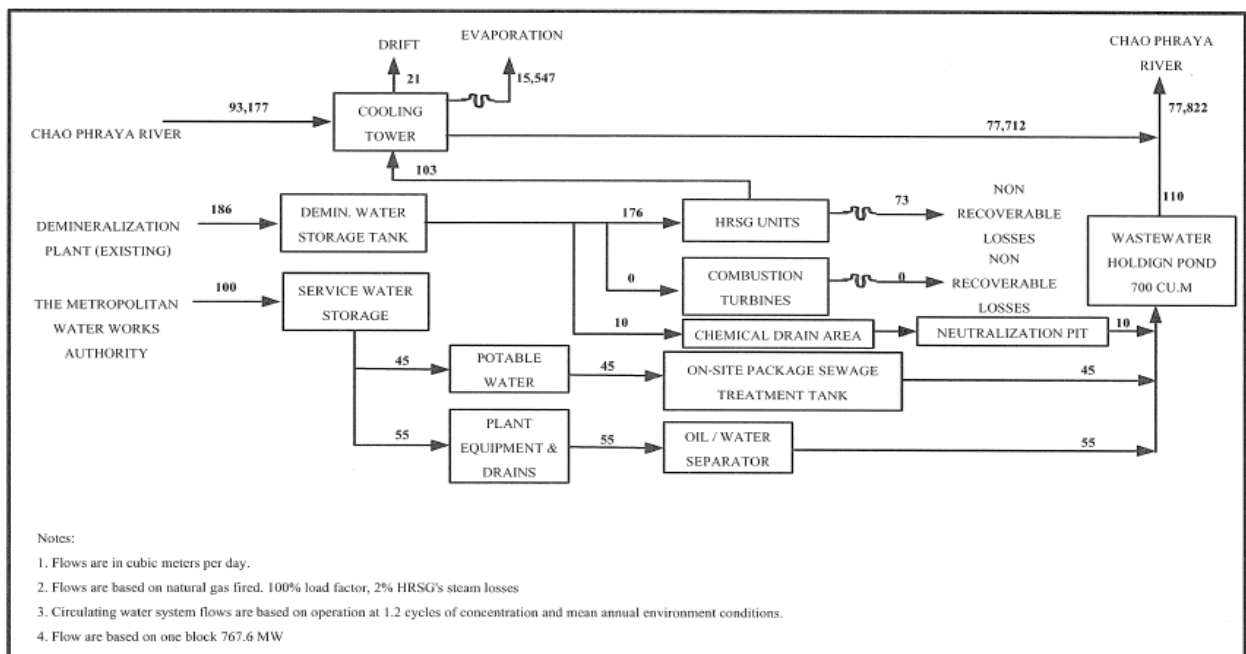 EVAPORATION
DRIFT
CHAO PHRAYA
RIVER
21
15,547
93,177
COOLING
TOWER
77,822
CHAO PHRAYA RIVER
77,712
103
186
DEMIN. WATER
STORAGE TANK
176
HRSG UNITS
73
NON
RECOVERABLE
LOSSES
110
DEMINERALIZATION
PLANT (EXISTING)
WASTEWATER
HOLDIGN POND
700 CU.M
100
SERVICE WATER
STORAGE
0
COMBUSTION
TURBINES
0
NON
RECOVERABLE
LOSSES
THE METROPOLITAN
WATER WORKS
AUTHORITY
10
CHEMICAL DRAIN AREA
NEUTRALIZATION PIT
10
45
POTABLE
WATER
45
ON-SITE PACKAGE SEWAGE
TREATMENT TANK
45
55
PLANT
EQUIPMENT &
DRAINS
55
OIL / WATER
SEPARATOR
55
Notes:
1. Flows are in cubic meters per day.
2. Flows are based on natural gas fired. 100% load factor, 2% HRSG's steam losses
3. Circulating water system flows are based on operation at 1.2 cycles of concentration and mean annual environment conditions.
4. Flow are based on one block 767.6 MW